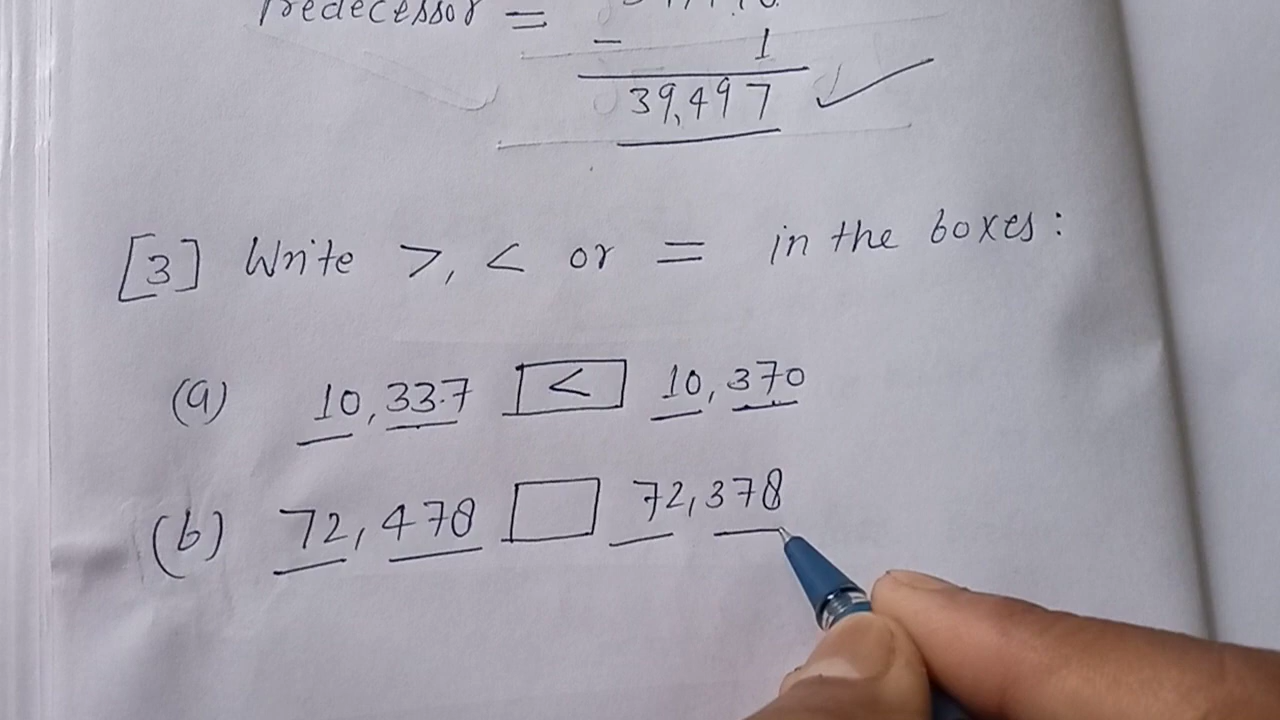 Predecessor =
- 1
39,497
[3] Write >, < or = in the boxes:
(a) 10,337 < 10,370
(b) 72,478 72,378